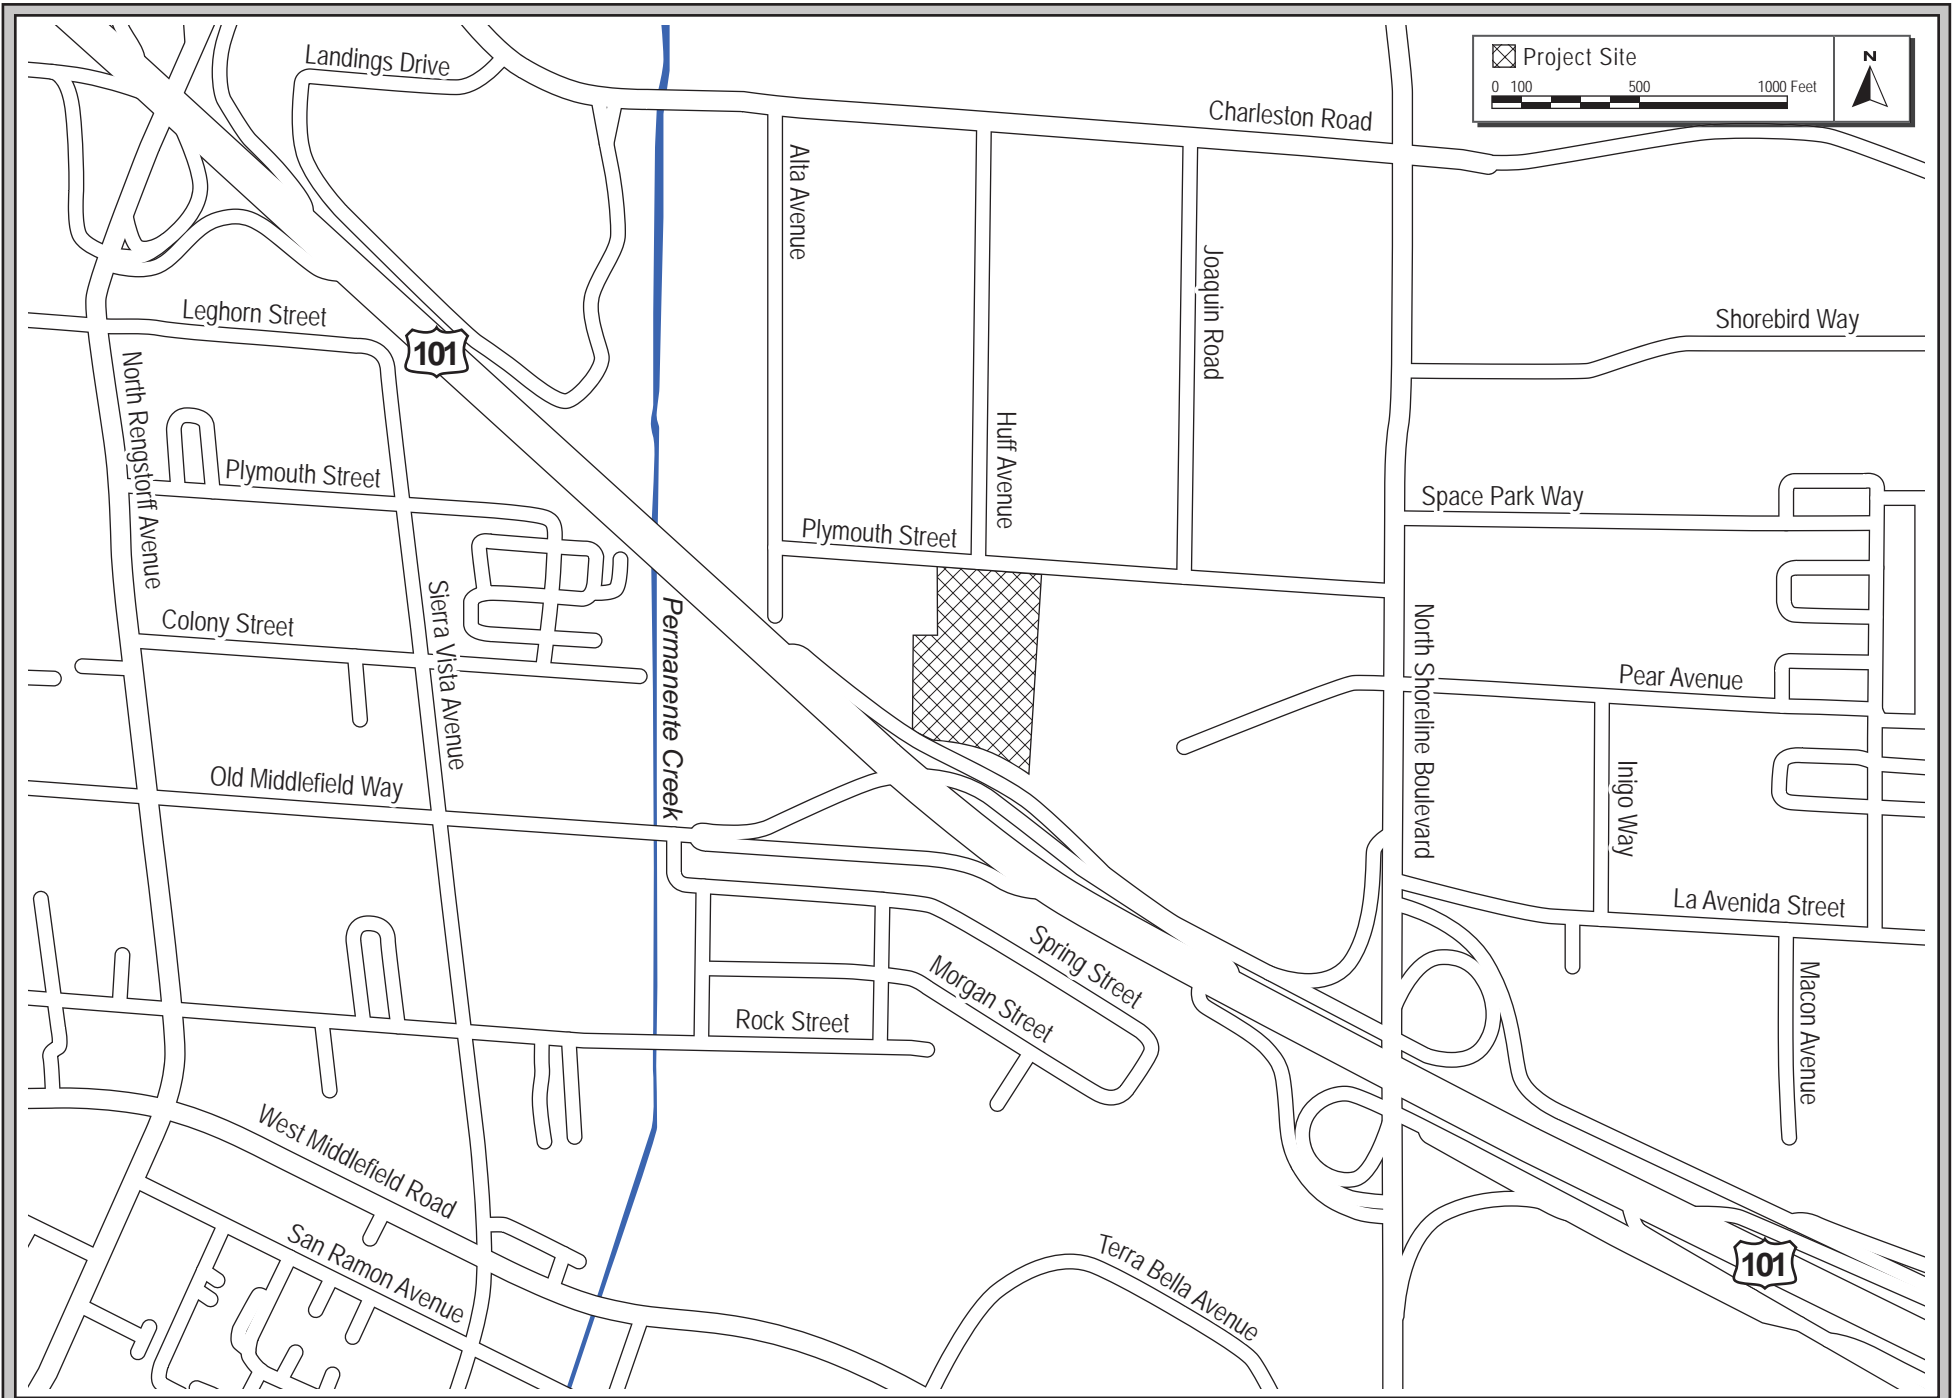 Landings Drive
Project Site
N
0 100 500 1000 Feet
Charleston Road
Alta Avenue
Joaquin Road
Leghorn Street
Shorebird Way
101
North Rengstorff Avenue
Huff Avenue
Plymouth Street
Space Park Way
Plymouth Street
Sierra Vista Avenue
Permanente Creek
Colony Street
North Shoreline Boulevard
Pear Avenue
Old Middlefield Way
Inigo Way
La Avenida Street
Spring Street
Morgan Street
Macon Avenue
Rock Street
West Middlefield Road
San Ramon Avenue
Terra Bella Avenue
101